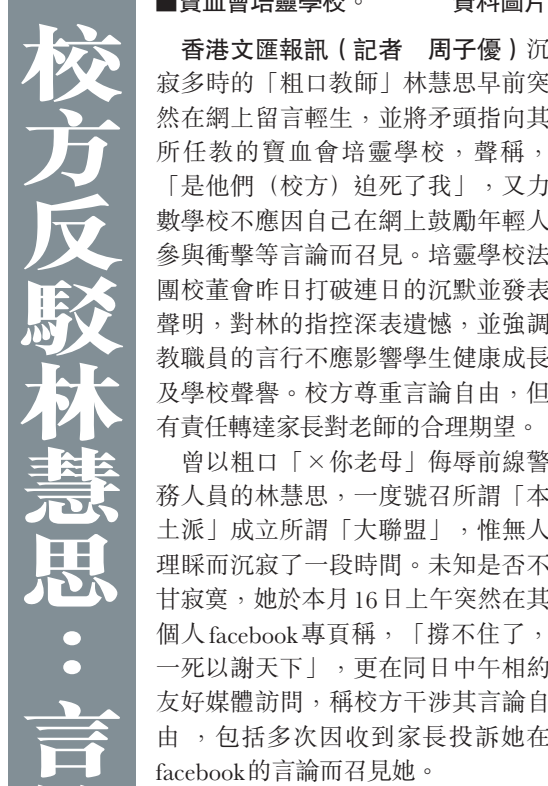 校方反駁林慧思：言
■寶血會培靈學校。 資料圖片
香港文匯報訊（記者 周子優）沉
寂多時的「粗口教師」林慧思早前突
然在網上留言輕生，並將矛頭指向其
所任教的寶血會培靈學校，聲稱，
「是他們（校方）迫死了我」，又力
數學校不應因自己在網上鼓勵年輕人
參與衝擊等言論而召見。培靈學校法
團校董會昨日打破連日的沉默並發表
聲明，對林的指控深表遺憾，並強調
教職員的言行不應影響學生健康成長
及學校聲譽。校方尊重言論自由，但
有責任轉達家長對老師的合理期望。
曾以粗口「×你老母」侮辱前線警
務人員的林慧思，一度號召所謂「本
土派」成立所謂「大聯盟」，惟無人
理睬而沉寂了一段時間。未知是否不
甘寂寞，她於本月16日上午突然在其
個人facebook專頁稱，「撐不住了，
一死以謝天下」，更在同日中午相約
友好媒體訪問，稱校方干涉其言論自
由 ，包括多次因收到家長投訴她在
facebook的言論而召見她。